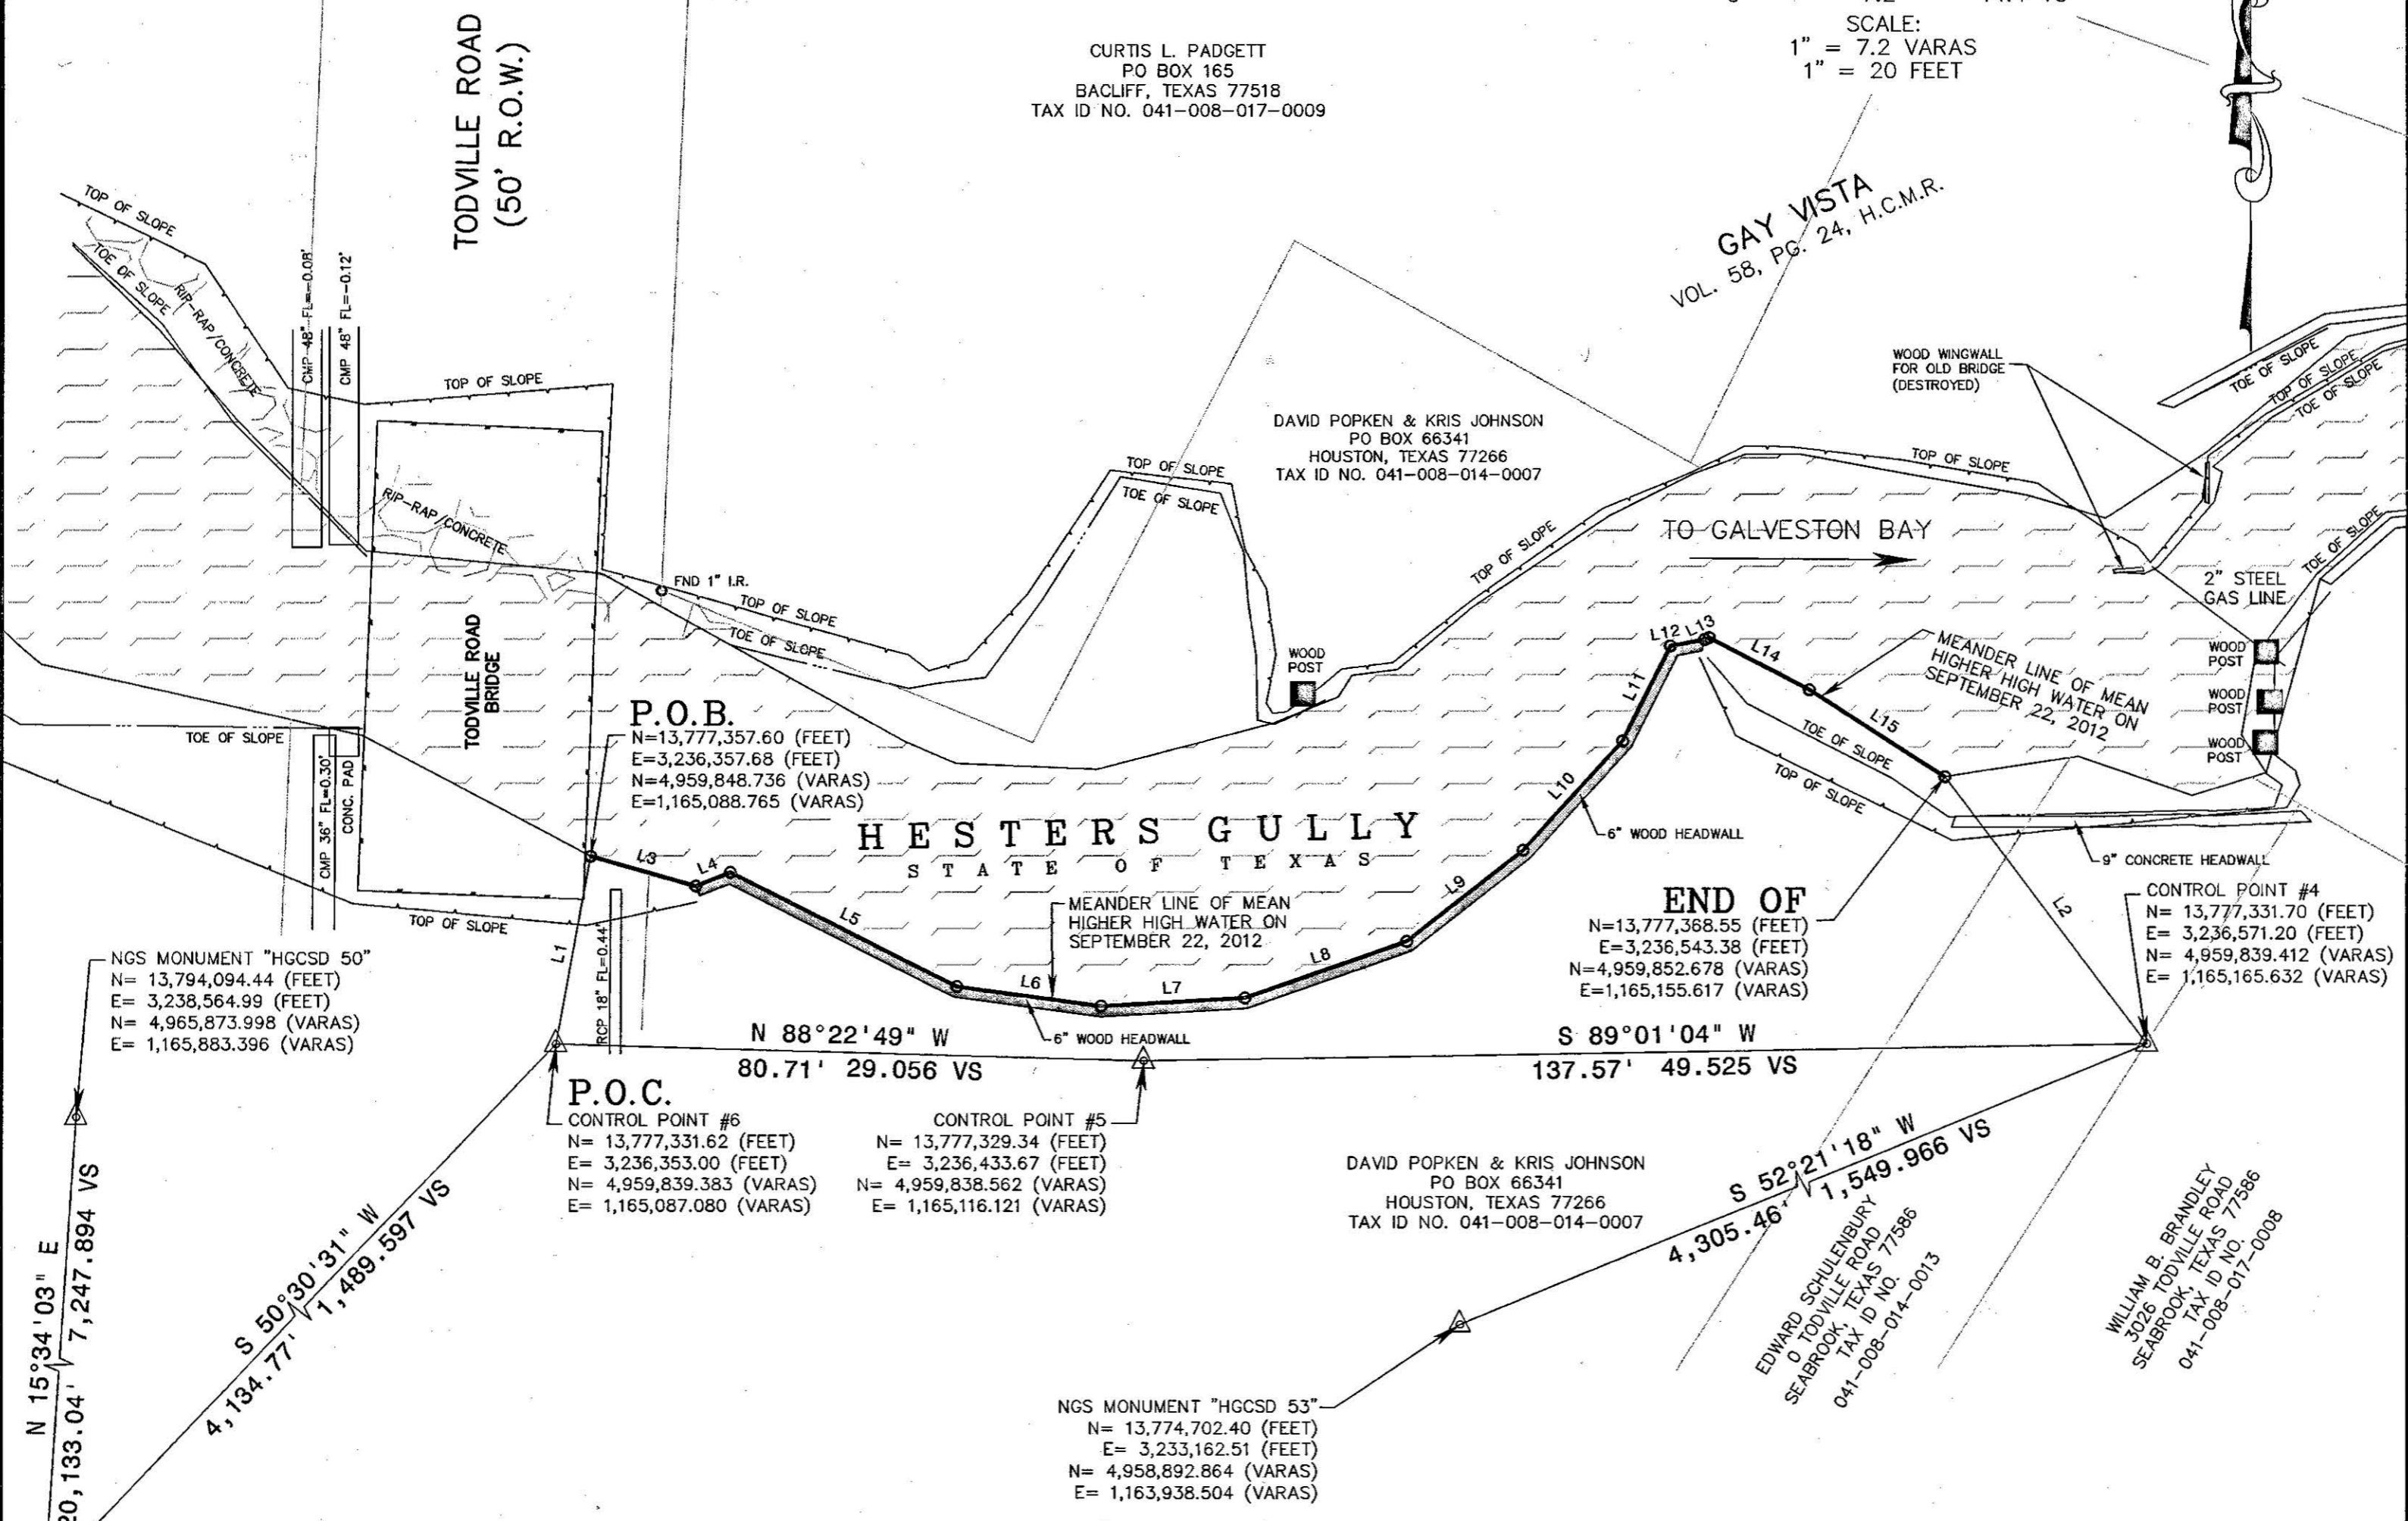 SCALE:
1" = 7.2 VARAS
1" = 20 FEET
TODVILLE ROAD
(50' R.O.W.)
CURTIS L. PADGETT
PO BOX 165
BACLIFF, TEXAS 77518
TAX ID NO. 041-008-017-0009
GAY VISTA
VOL. 58, PG. 24, H.C.M.R.
TOP OF SLOPE
TOE OF SLOPE
RIP-RAP/CONCRETE
CMP 48" FL=-0.08'
CMP 48" FL=-0.12'
TOP OF SLOPE
RIP-RAP/CONCRETE
WOOD WINGWALL
FOR OLD BRIDGE
(DESTROYED)
TOE OF SLOPE
TOP OF SLOPE
TOE OF SLOPE
DAVID POPKEN & KRIS JOHNSON
PO BOX 66341
HOUSTON, TEXAS 77266
TAX ID NO. 041-008-014-0007
TOP OF SLOPE
TOE OF SLOPE
TOP OF SLOPE
TOP OF SLOPE
TO GALVESTON BAY
TOE OF SLOPE
2" STEEL
GAS LINE
FND 1" I.R.
TOP OF SLOPE
TOE OF SLOPE
WOOD
POST
WOOD
POST
WOOD
POST
WOOD
POST
TODVILLE ROAD
BRIDGE
L12
L13
L14
L15
L11
L10
MEANDER LINE OF MEAN
HIGHER HIGH WATER ON
SEPTEMBER 22, 2012
TOE OF SLOPE
TOP OF SLOPE
P.O.B.
N=13,777,357.60 (FEET)
E=3,236,357.68 (FEET)
N=4,959,848.736 (VARAS)
E=1,165,088.765 (VARAS)
TOE OF SLOPE
CMP 36" FL=0.30'
CONC. PAD
TOP OF SLOPE
HESTERS GULLY
STATE OF TEXAS
6" WOOD HEADWALL
9" CONCRETE HEADWALL
L3
L4
L5
L6
L7
L8
L9
L1
L2
RCP 18" FL=0.44'
MEANDER LINE OF MEAN
HIGHER HIGH WATER ON
SEPTEMBER 22, 2012
6" WOOD HEADWALL
END OF
N=13,777,368.55 (FEET)
E=3,236,543.38 (FEET)
N=4,959,852.678 (VARAS)
E=1,165,155.617 (VARAS)
CONTROL POINT #4
N= 13,777,331.70 (FEET)
E= 3,236,571.20 (FEET)
N= 4,959,839.412 (VARAS)
E= 1,165,165.632 (VARAS)
NGS MONUMENT "HGCSD 50"
N= 13,794,094.44 (FEET)
E= 3,238,564.99 (FEET)
N= 4,965,873.998 (VARAS)
E= 1,165,883.396 (VARAS)
N 88°22'49" W
80.71' 29.056 VS
S 89°01'04" W
137.57' 49.525 VS
P.O.C.
CONTROL POINT #6
N= 13,777,331.62 (FEET)
E= 3,236,353.00 (FEET)
N= 4,959,839.383 (VARAS)
E= 1,165,087.080 (VARAS)
CONTROL POINT #5
N= 13,777,329.34 (FEET)
E= 3,236,433.67 (FEET)
N= 4,959,838.562 (VARAS)
E= 1,165,116.121 (VARAS)
DAVID POPKEN & KRIS JOHNSON
PO BOX 66341
HOUSTON, TEXAS 77266
TAX ID NO. 041-008-014-0007
S 52°21'18" W
4,305.46' 1,549.966 VS
N 15°34'03" E
20,133.04' 7,247.894 VS
S 50°30'31" W
4,134.77' 1,489.597 VS
EDWARD SCHULENBURY
0 TODVILLE ROAD
SEABROOK, TEXAS 77586
TAX ID NO.
041-008-014-0013
WILLIAM B. BRANDLEY
3026 TODVILLE ROAD
SEABROOK, TEXAS 77586
TAX ID NO.
041-008-017-0008
NGS MONUMENT "HGCSD 53"
N= 13,774,702.40 (FEET)
E= 3,233,162.51 (FEET)
N= 4,958,892.864 (VARAS)
E= 1,163,938.504 (VARAS)